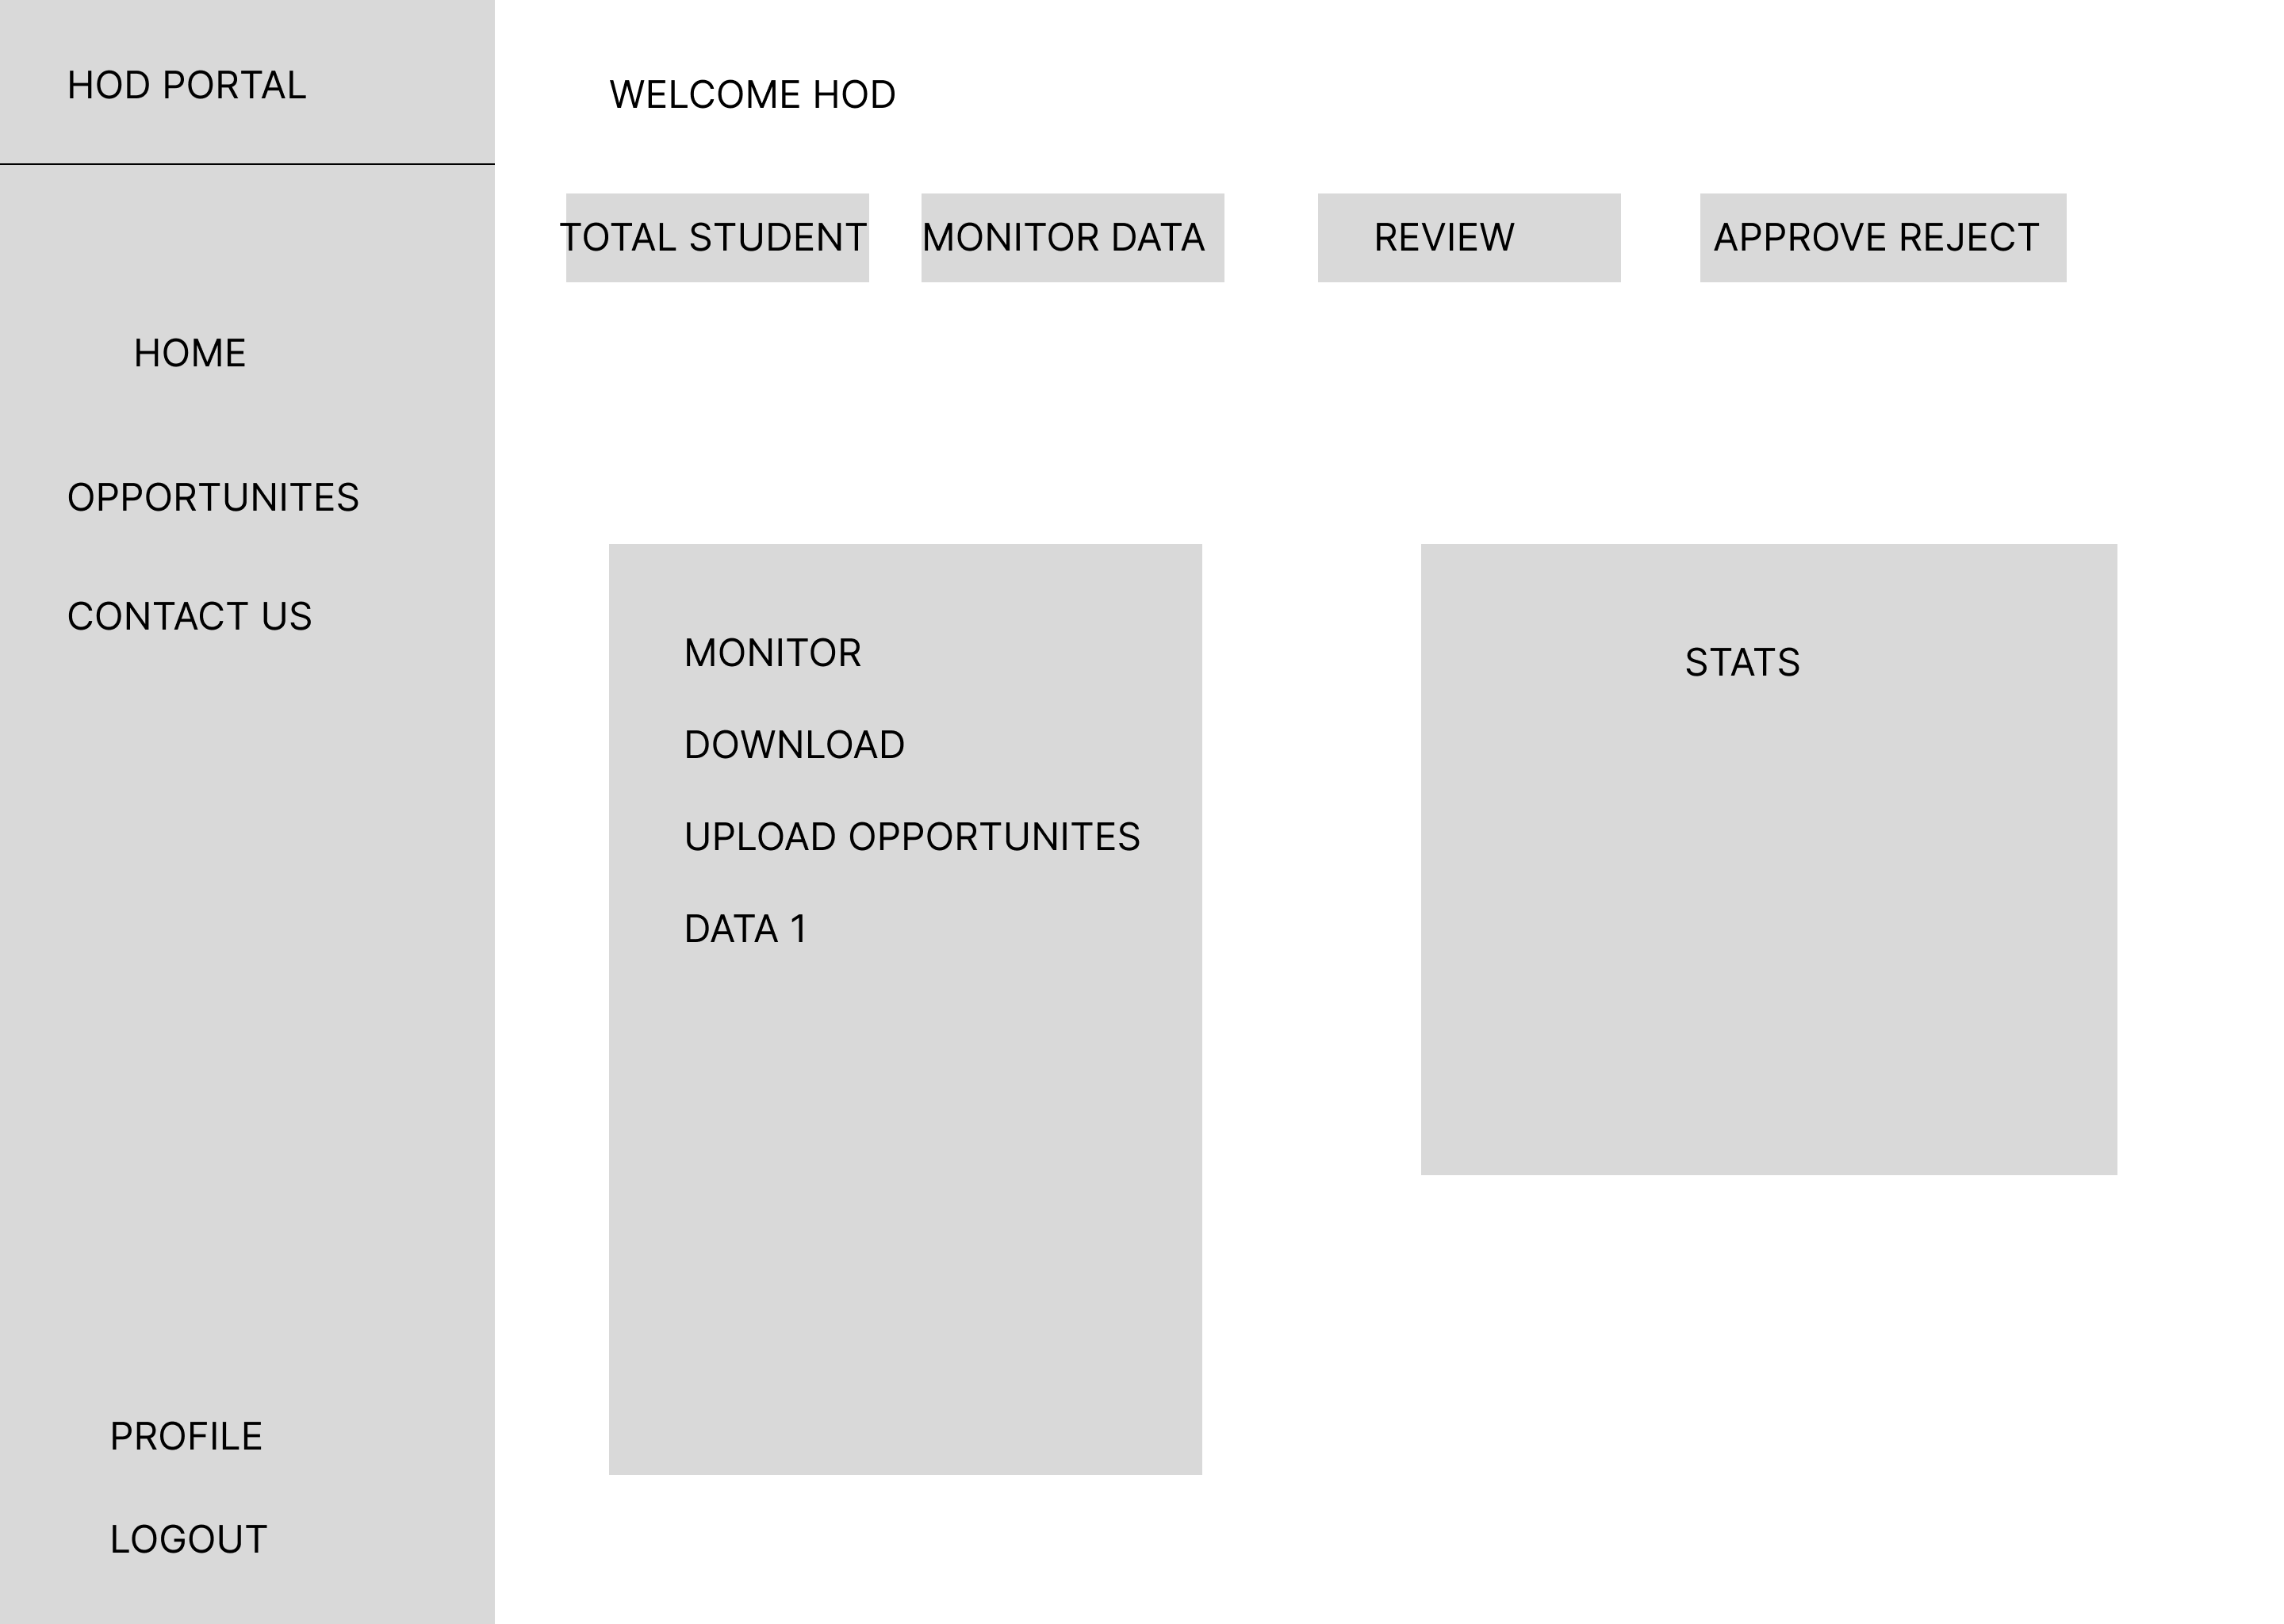 HOD PORTAL
HOME
OPPORTUNITES
CONTACT US
PROFILE
LOGOUT
WELCOME HOD
TOTAL STUDENT
MONITOR DATA
REVIEW
APPROVE REJECT
MONITOR
DOWNLOAD
UPLOAD OPPORTUNITES
DATA 1
STATS